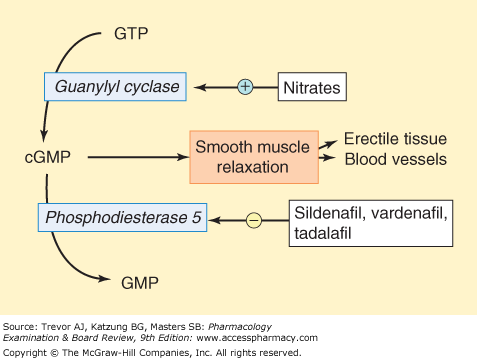 GTP
Guanylyl cyclase
+
Nitrates
cGMP
Smooth muscle
relaxation
Erectile tissue
Blood vessels
Phosphodiesterase 5
−
Sildenafil, vardenafil,
tadalafil
GMP
Source: Trevor AJ, Katzung BG, Masters SB: Pharmacology
Examination & Board Review, 9th Edition: www.accesspharmacy.com
Copyright © The McGraw-Hill Companies, Inc. All rights reserved.